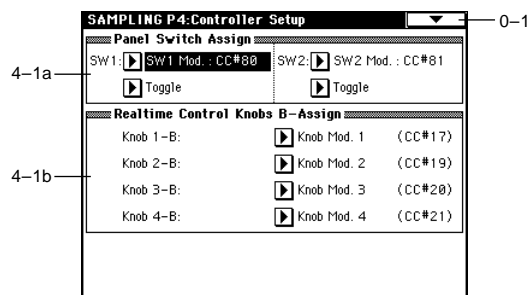 SAMPLING P4:Controller Setup
0–1
Panel Switch Assign
SW1: SW1 Mod. : CC#80 SW2: SW2 Mod. : CC#81
4–1a
Toggle Toggle
Realtime Control Knobs B–Assign
Knob 1–B: Knob Mod. 1 (CC#17)
Knob 2–B: Knob Mod. 2 (CC#19)
4–1b
Knob 3–B: Knob Mod. 3 (CC#20)
Knob 4–B: Knob Mod. 4 (CC#21)